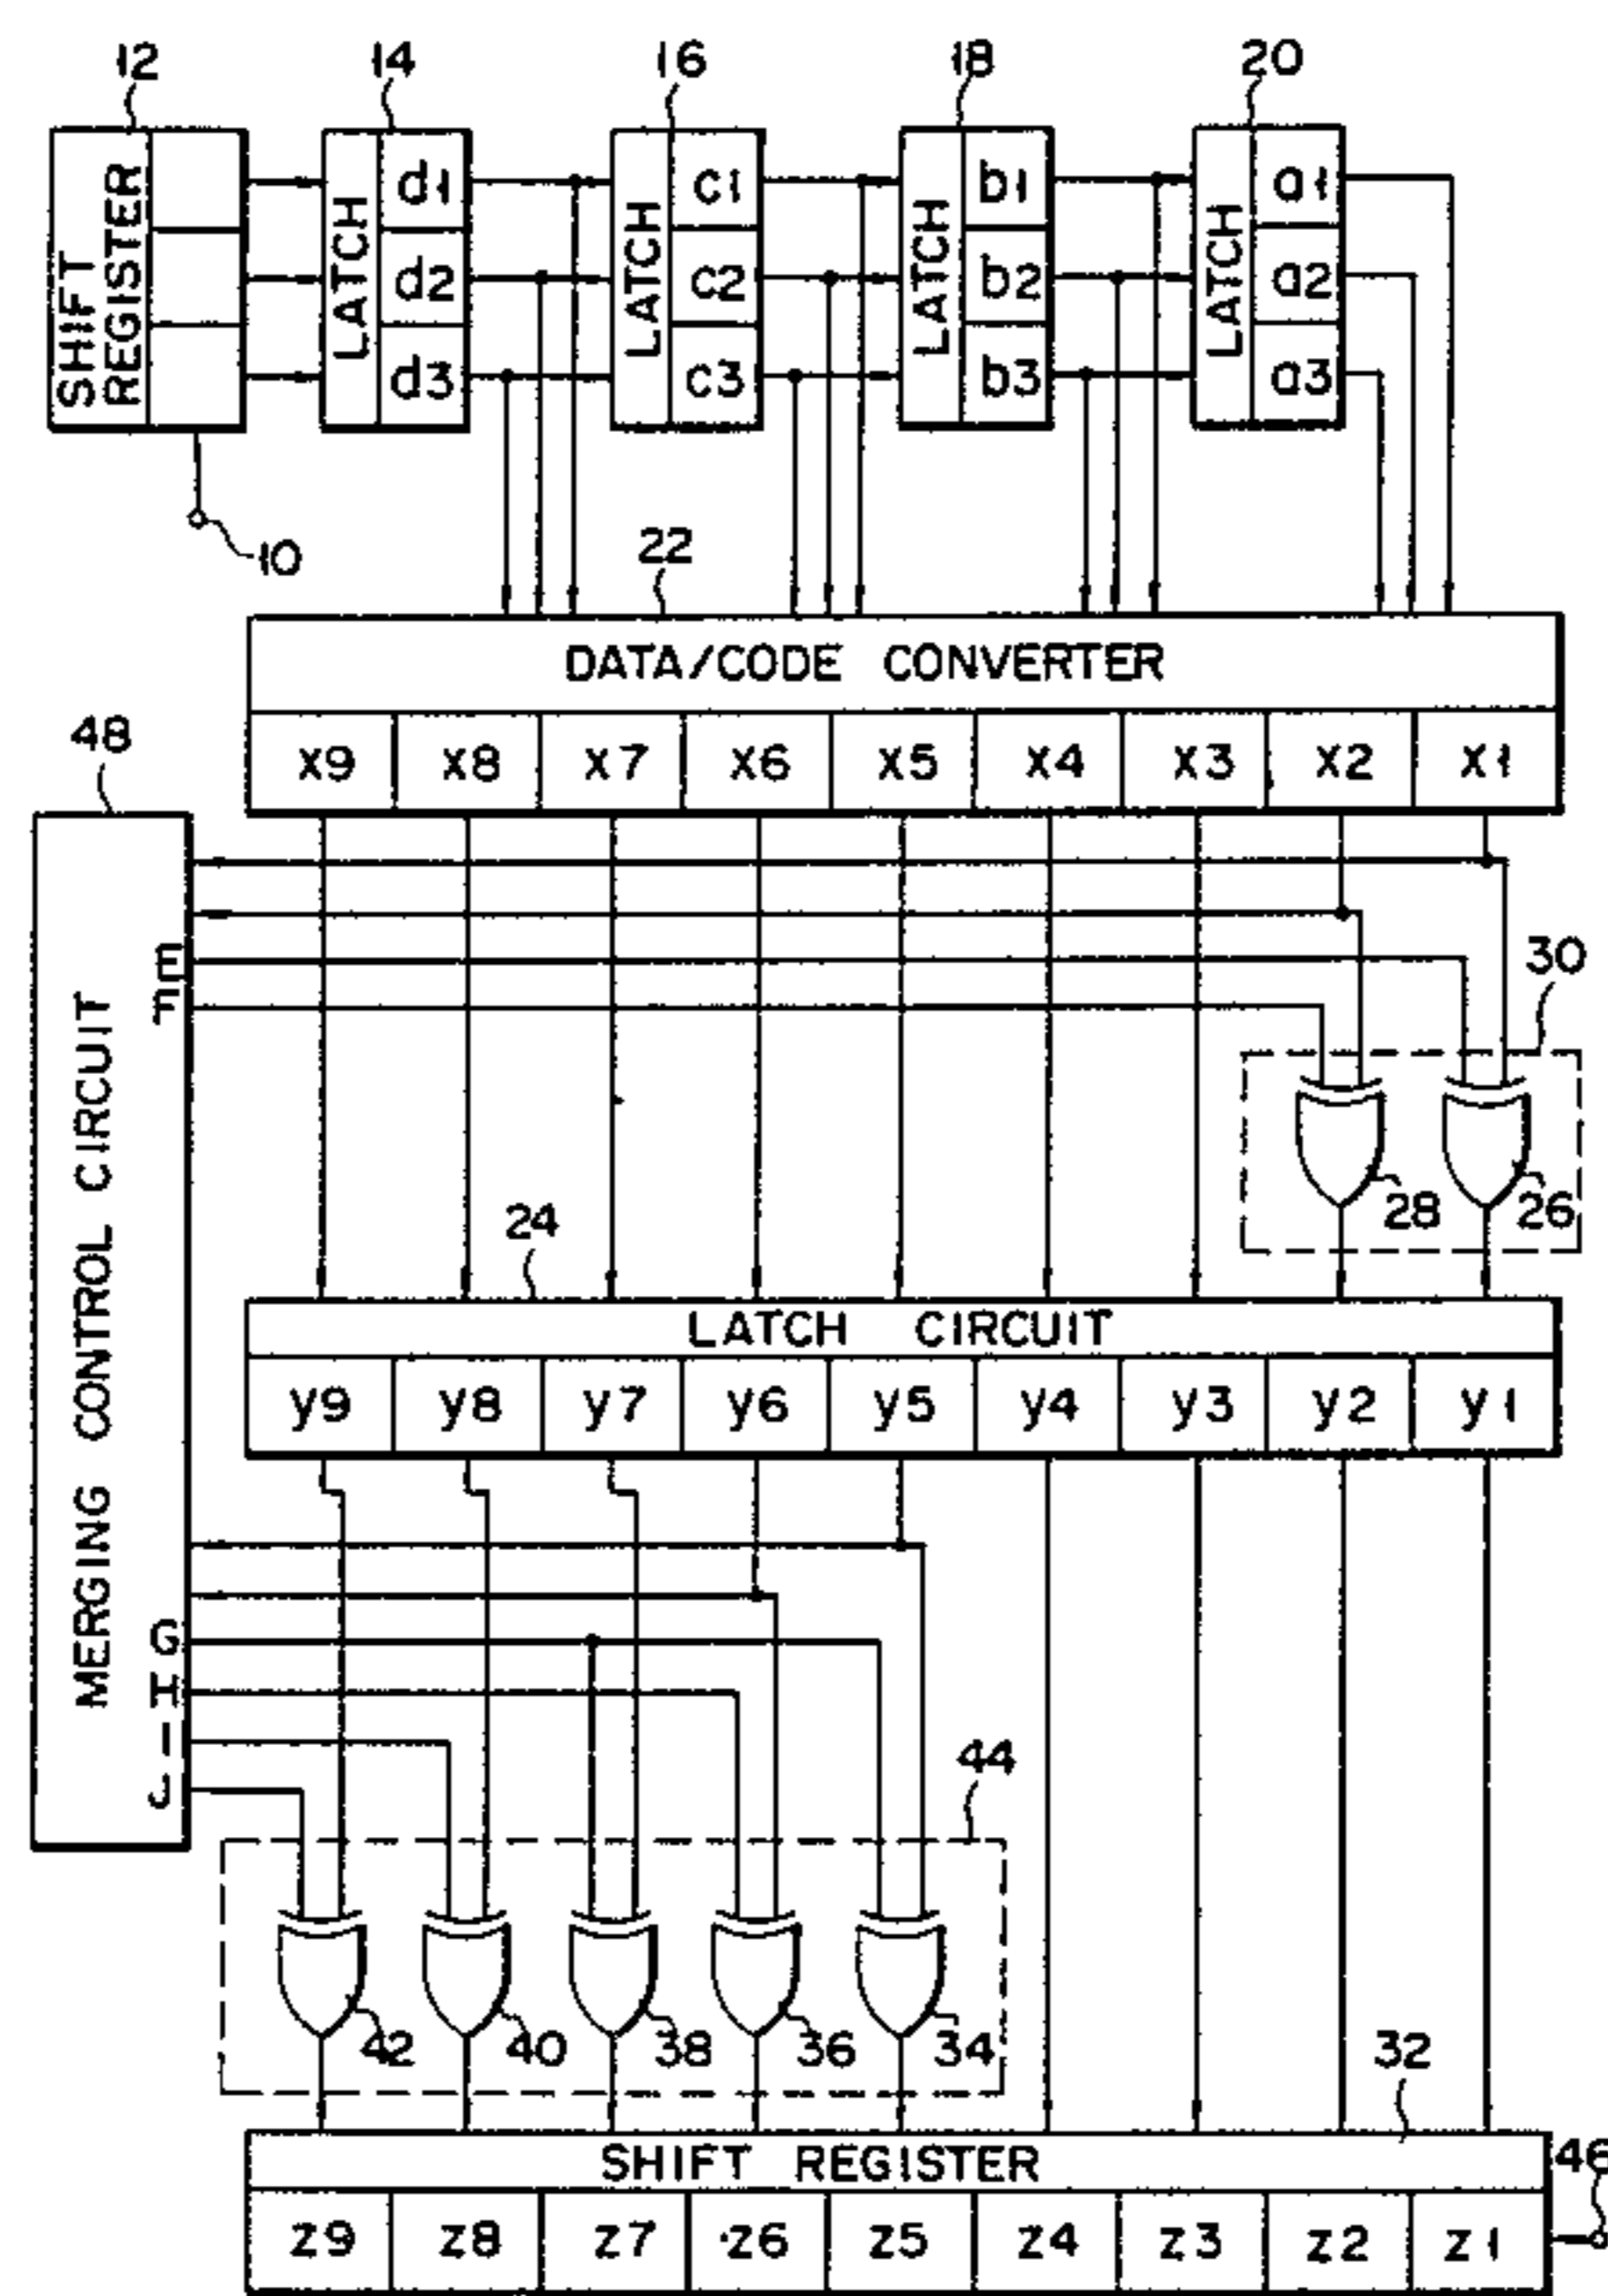 12 14 16 18 20
SHIFT REGISTER
LATCH d1 d2 d3
LATCH c1 c2 c3
LATCH b1 b2 b3
LATCH a1 a2 a3
10
22
DATA/CODE CONVERTER
x9 x8 x7 x6 x5 x4 x3 x2 x1
48
MERGING CONTROL CIRCUIT
E
F
30
28 26
24
LATCH CIRCUIT
y9 y8 y7 y6 y5 y4 y3 y2 y1
G
H
I
J
44
42 40 38 36 34
32
SHIFT REGISTER
46
z9 z8 z7 z6 z5 z4 z3 z2 z1